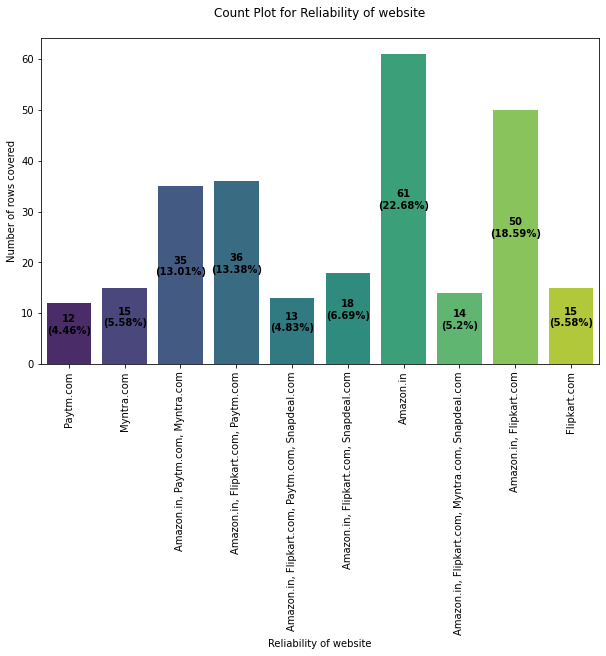 Count Plot for Reliability of website
Number of rows covered
60
50
40
30
20
10
0
12
(4.46%)
15
(5.58%)
35
(13.01%)
36
(13.38%)
13
(4.83%)
18
(6.69%)
61
(22.68%)
14
(5.2%)
50
(18.59%)
15
(5.58%)
Paytm.com
Myntra.com
Amazon.in, Paytm.com, Myntra.com
Amazon.in, Flipkart.com, Paytm.com
Amazon.in, Flipkart.com, Paytm.com, Snapdeal.com
Amazon.in, Flipkart.com, Snapdeal.com
Amazon.in
Amazon.in, Flipkart.com, Myntra.com, Snapdeal.com
Amazon.in, Flipkart.com
Flipkart.com
Reliability of website